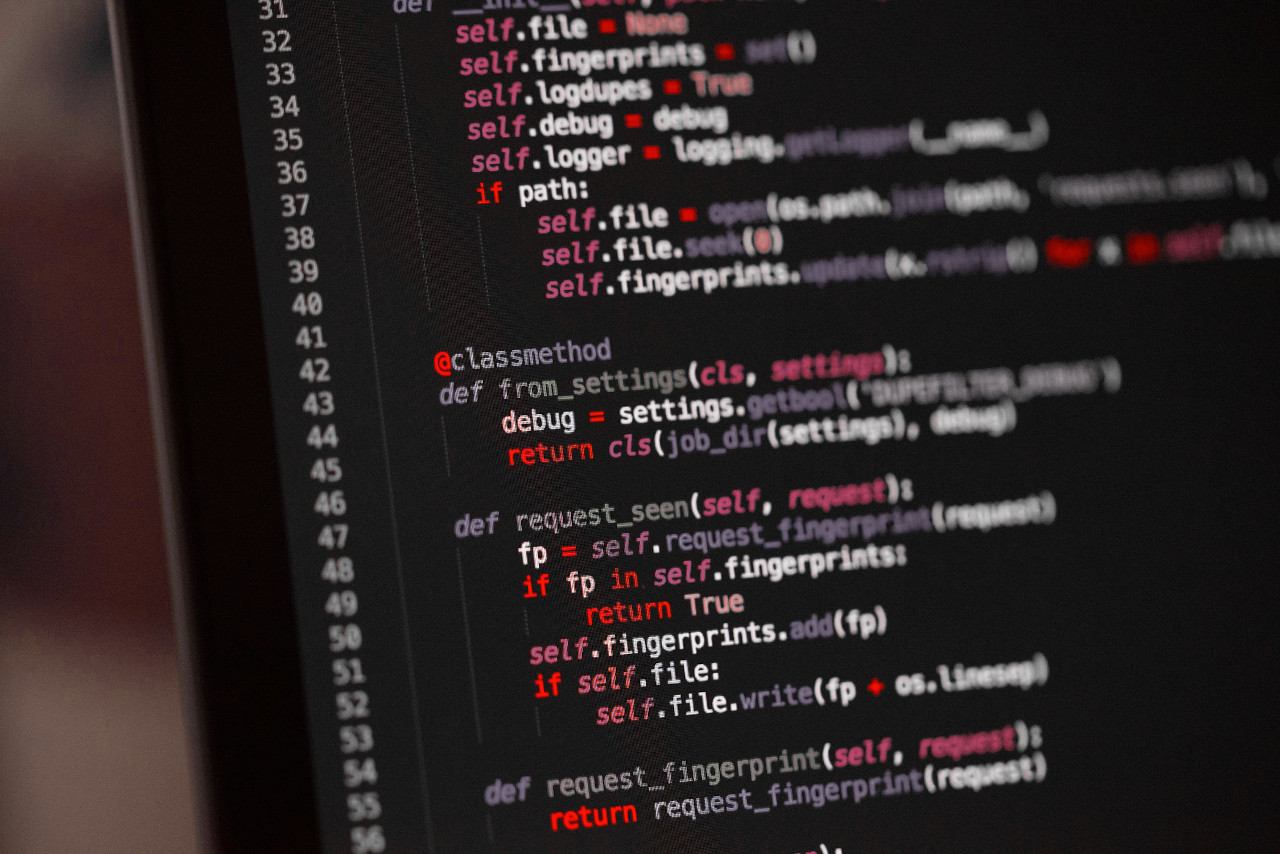 31 def __init__(self,
32 self.file = None
33 self.fingerprints = set()
34 self.logdupes = True
35 self.debug = debug
36 self.logger = logging.getLogger(__name__)
37 if path:
38 self.file = open(os.path.join(path, 'requests.seen'),
39 self.file.seek(0)
40 self.fingerprints.update(x.rstrip() for x in self.file
41
42 @classmethod
43 def from_settings(cls, settings):
44 debug = settings.getbool('DUPEFILTER_DEBUG')
45 return cls(job_dir(settings), debug)
46
47 def request_seen(self, request):
48 fp = self.request_fingerprint(request)
49 if fp in self.fingerprints:
50 return True
51 self.fingerprints.add(fp)
52 if self.file:
53 self.file.write(fp + os.linesep)
54
55 def request_fingerprint(self, request):
56 return request_fingerprint(request)